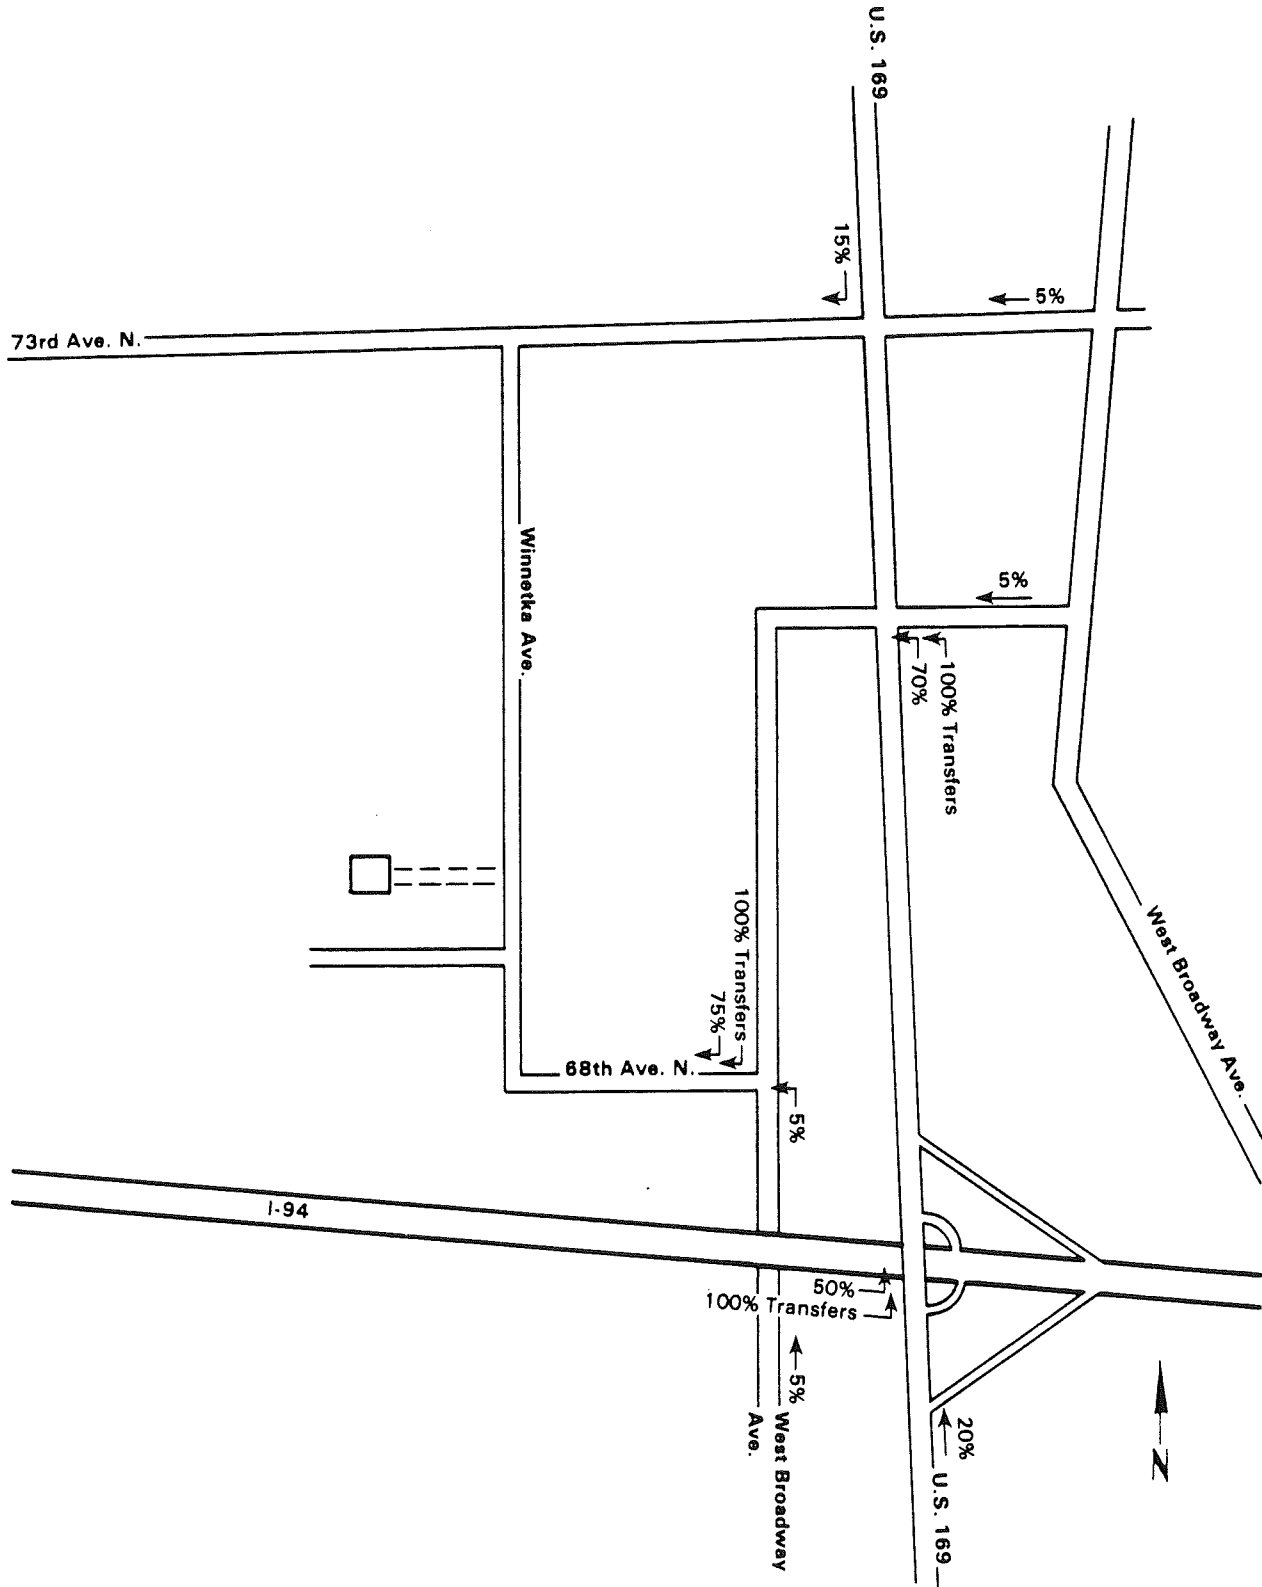 U.S. 169
15%
5%
73rd Ave. N.
Winnetka Ave.
5%
100% Transfers
70%
West Broadway Ave.
100% Transfers
75%
68th Ave. N.
5%
I-94
50%
100% Transfers
5%
West Broadway
Ave.
20%
U.S. 169
N